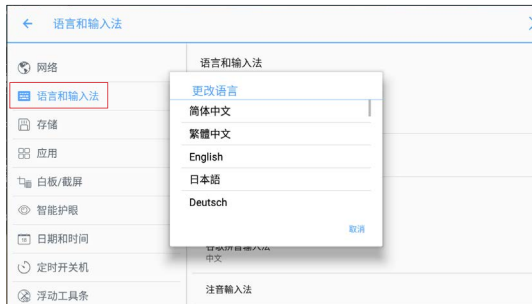 语言和输入法
网络
语言和输入法
存储
应用
白板/截屏
智能护眼
日期和时间
定时开关机
浮动工具条
语言和输入法
更改语言
简体中文
繁體中文
English
日本語
Deutsch
取消
中文
注音輸入法